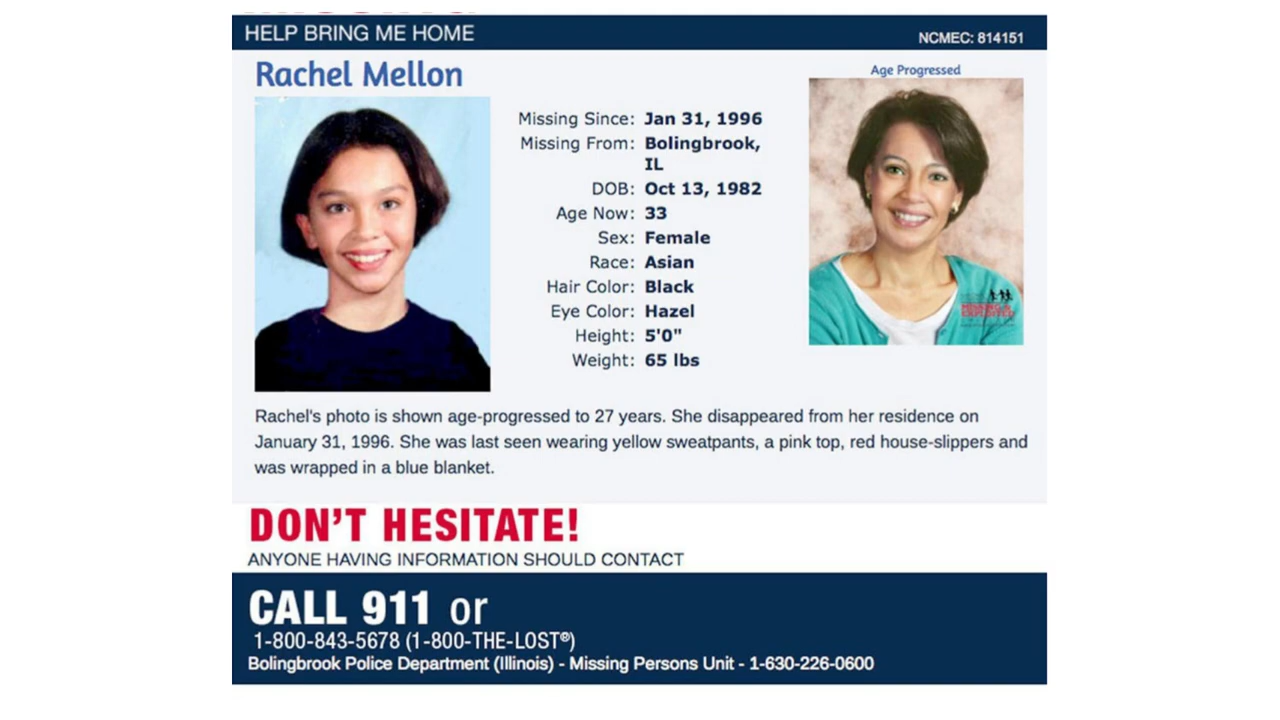 HELP BRING ME HOME
NCMEC: 814151
Rachel Mellon
Age Progressed
Missing Since: Jan 31, 1996
Missing From: Bolingbrook,
IL
DOB: Oct 13, 1982
Age Now: 33
Sex: Female
Race: Asian
Hair Color: Black
Eye Color: Hazel
Height: 5'0"
Weight: 65 lbs
Rachel's photo is shown age-progressed to 27 years. She disappeared from her residence on
January 31, 1996. She was last seen wearing yellow sweatpants, a pink top, red house-slippers and
was wrapped in a blue blanket.
DON'T HESITATE!
ANYONE HAVING INFORMATION SHOULD CONTACT
CALL 911 or
1-800-843-5678 (1-800-THE-LOST®)
Bolingbrook Police Department (Illinois) - Missing Persons Unit - 1-630-226-0600